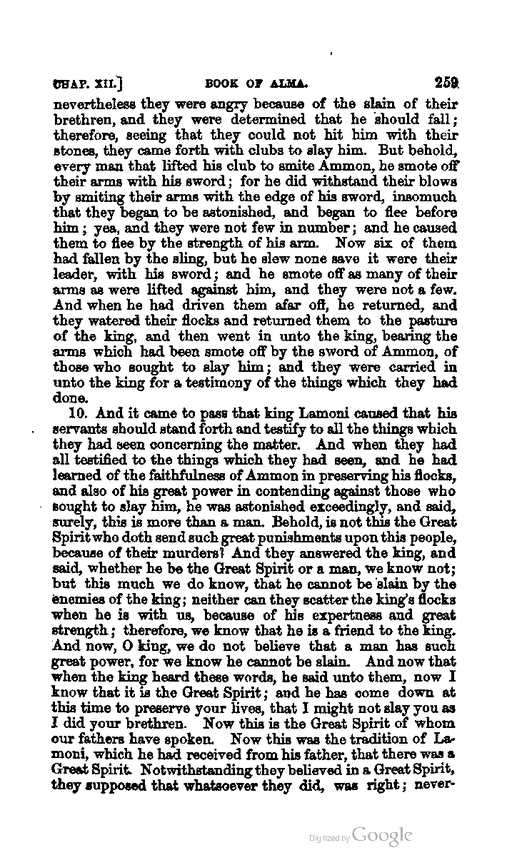 CHAP. XII.] BOOK OF ALMA. 259
nevertheless they were angry because of the slain of their
brethren, and they were determined that he should fall;
therefore, seeing that they could not hit him with their
stones, they came forth with clubs to slay him. But behold,
every man that lifted his club to smite Ammon, he smote off
their arms with his sword; for he did withstand their blows
by smiting their arms with the edge of his sword, insomuch
that they began to be astonished, and began to flee before
him; yea, and they were not few in number; and he caused
them to flee by the strength of his arm. Now six of them
had fallen by the sling, but he slew none save it were their
leader, with his sword; and he smote off as many of their
arms as were lifted against him, and they were not a few.
And when he had driven them afar off, he returned, and
they watered their flocks and returned them to the pasture
of the king, and then went in unto the king, bearing the
arms which had been smote off by the sword of Ammon, of
those who sought to slay him; and they were carried in
unto the king for a testimony of the things which they had
done.
10. And it came to pass that king Lamoni caused that his
servants should stand forth and testify to all the things which
they had seen concerning the matter. And when they had
all testified to the things which they had seen, and he had
learned of the faithfulness of Ammon in preserving his flocks,
and also of his great power in contending against those who
sought to slay him, he was astonished exceedingly, and said,
surely, this is more than a man. Behold, is not this the Great
Spirit who doth send such great punishments upon this people,
because of their murders? And they answered the king, and
said, whether he be the Great Spirit or a man, we know not;
but this much we do know, that he cannot be slain by the
enemies of the king; neither can they scatter the king's flocks
when he is with us, because of his expertness and great
strength; therefore, we know that he is a friend to the king.
And now, O king, we do not believe that a man has such
great power, for we know he cannot be slain. And now that
when the king heard these words, he said unto them, now I
know that it is the Great Spirit; and he has come down at
this time to preserve your lives, that I might not slay you as
I did your brethren. Now this is the Great Spirit of whom
our fathers have spoken. Now this was the tradition of La-
moni, which he had received from his father, that there was a
Great Spirit. Notwithstanding they believed in a Great Spirit,
they supposed that whatsoever they did, was right; never-
Digitized by Google